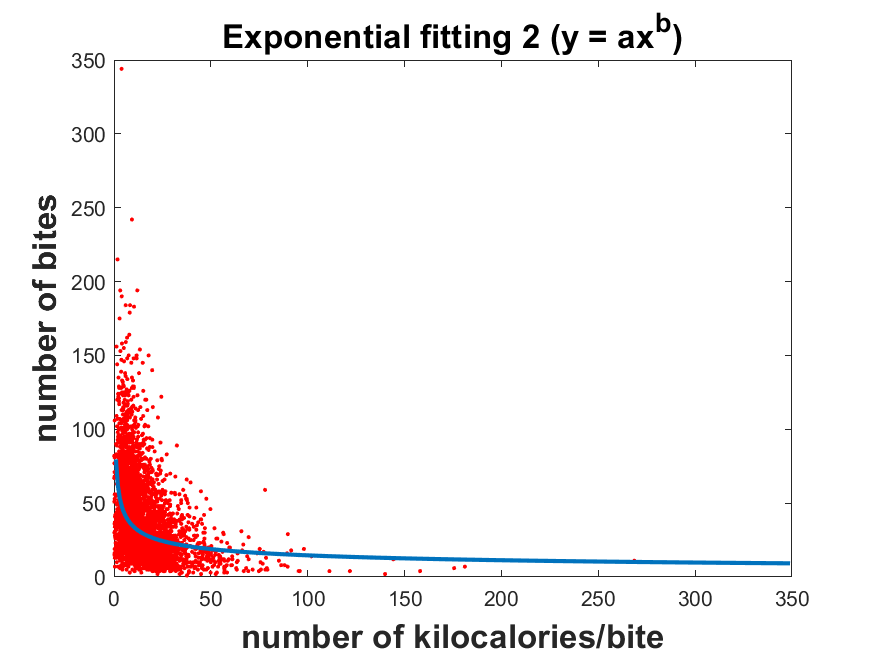 Exponential fitting 2 (y = axᵇ)
350
300
250
200
150
100
50
0
number of bites
0 50 100 150 200 250 300 350
number of kilocalories/bite